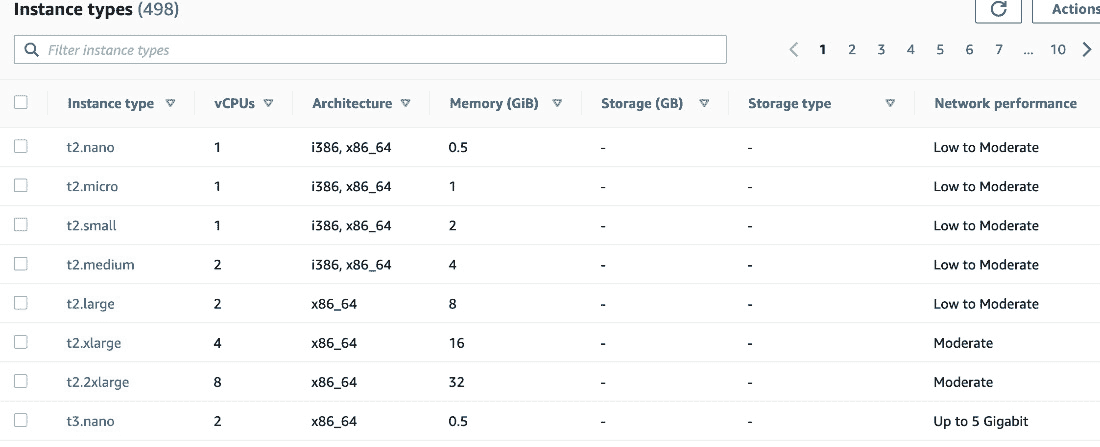 Instance types (498) Actions
Filter instance types 1 2 3 4 5 6 7 ... 10
Instance type vCPUs Architecture Memory (GiB) Storage (GB) Storage type Network performance
t2.nano 1 i386, x86_64 0.5 - - Low to Moderate
t2.micro 1 i386, x86_64 1 - - Low to Moderate
t2.small 1 i386, x86_64 2 - - Low to Moderate
t2.medium 2 i386, x86_64 4 - - Low to Moderate
t2.large 2 x86_64 8 - - Low to Moderate
t2.xlarge 4 x86_64 16 - - Moderate
t2.2xlarge 8 x86_64 32 - - Moderate
t3.nano 2 x86_64 0.5 - - Up to 5 Gigabit